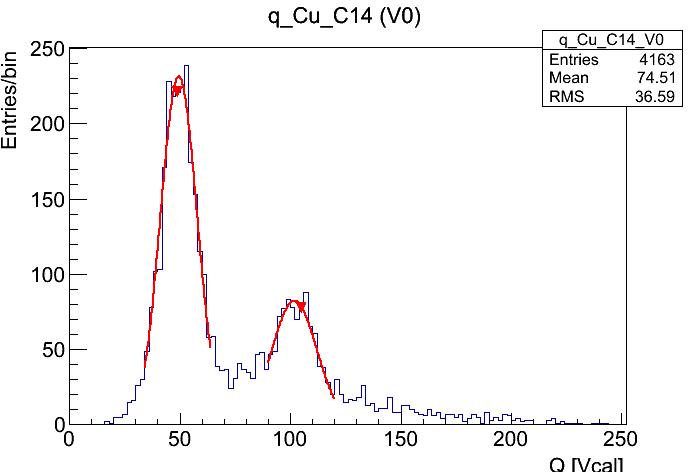 q_Cu_C14 (V0)
q_Cu_C14_V0
Entries 4163
Mean 74.51
RMS 36.59
Entries/bin
250
200
150
100
50
0
0 50 100 150 200 250
Q [Vcal]